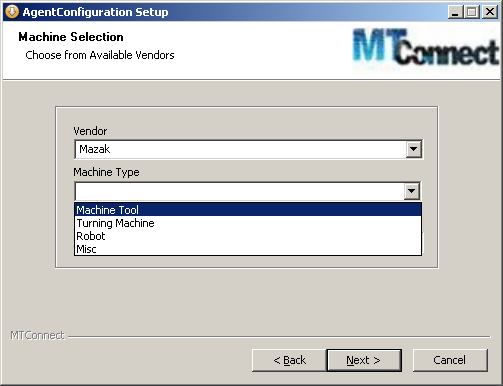 AgentConfiguration Setup
Machine Selection
Choose from Available Vendors
MTConnect
Vendor
Mazak
Machine Type
Machine Tool
Turning Machine
Robot
Misc
MTConnect
< Back
Next >
Cancel